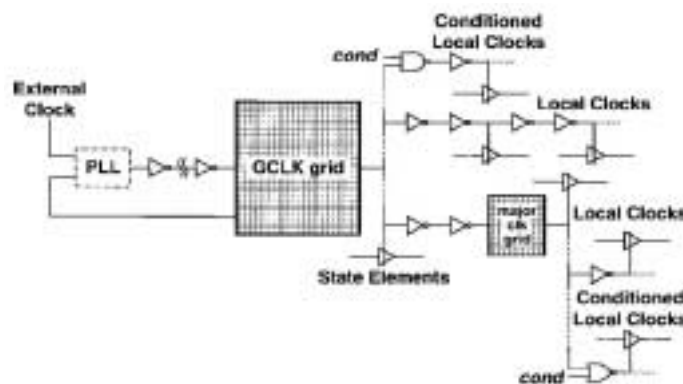 Conditioned
Local Clocks
cond
External
Clock
Local Clocks
PLL
GCLK grid
major
clk
grid
Local Clocks
State Elements
Conditioned
Local Clocks
cond